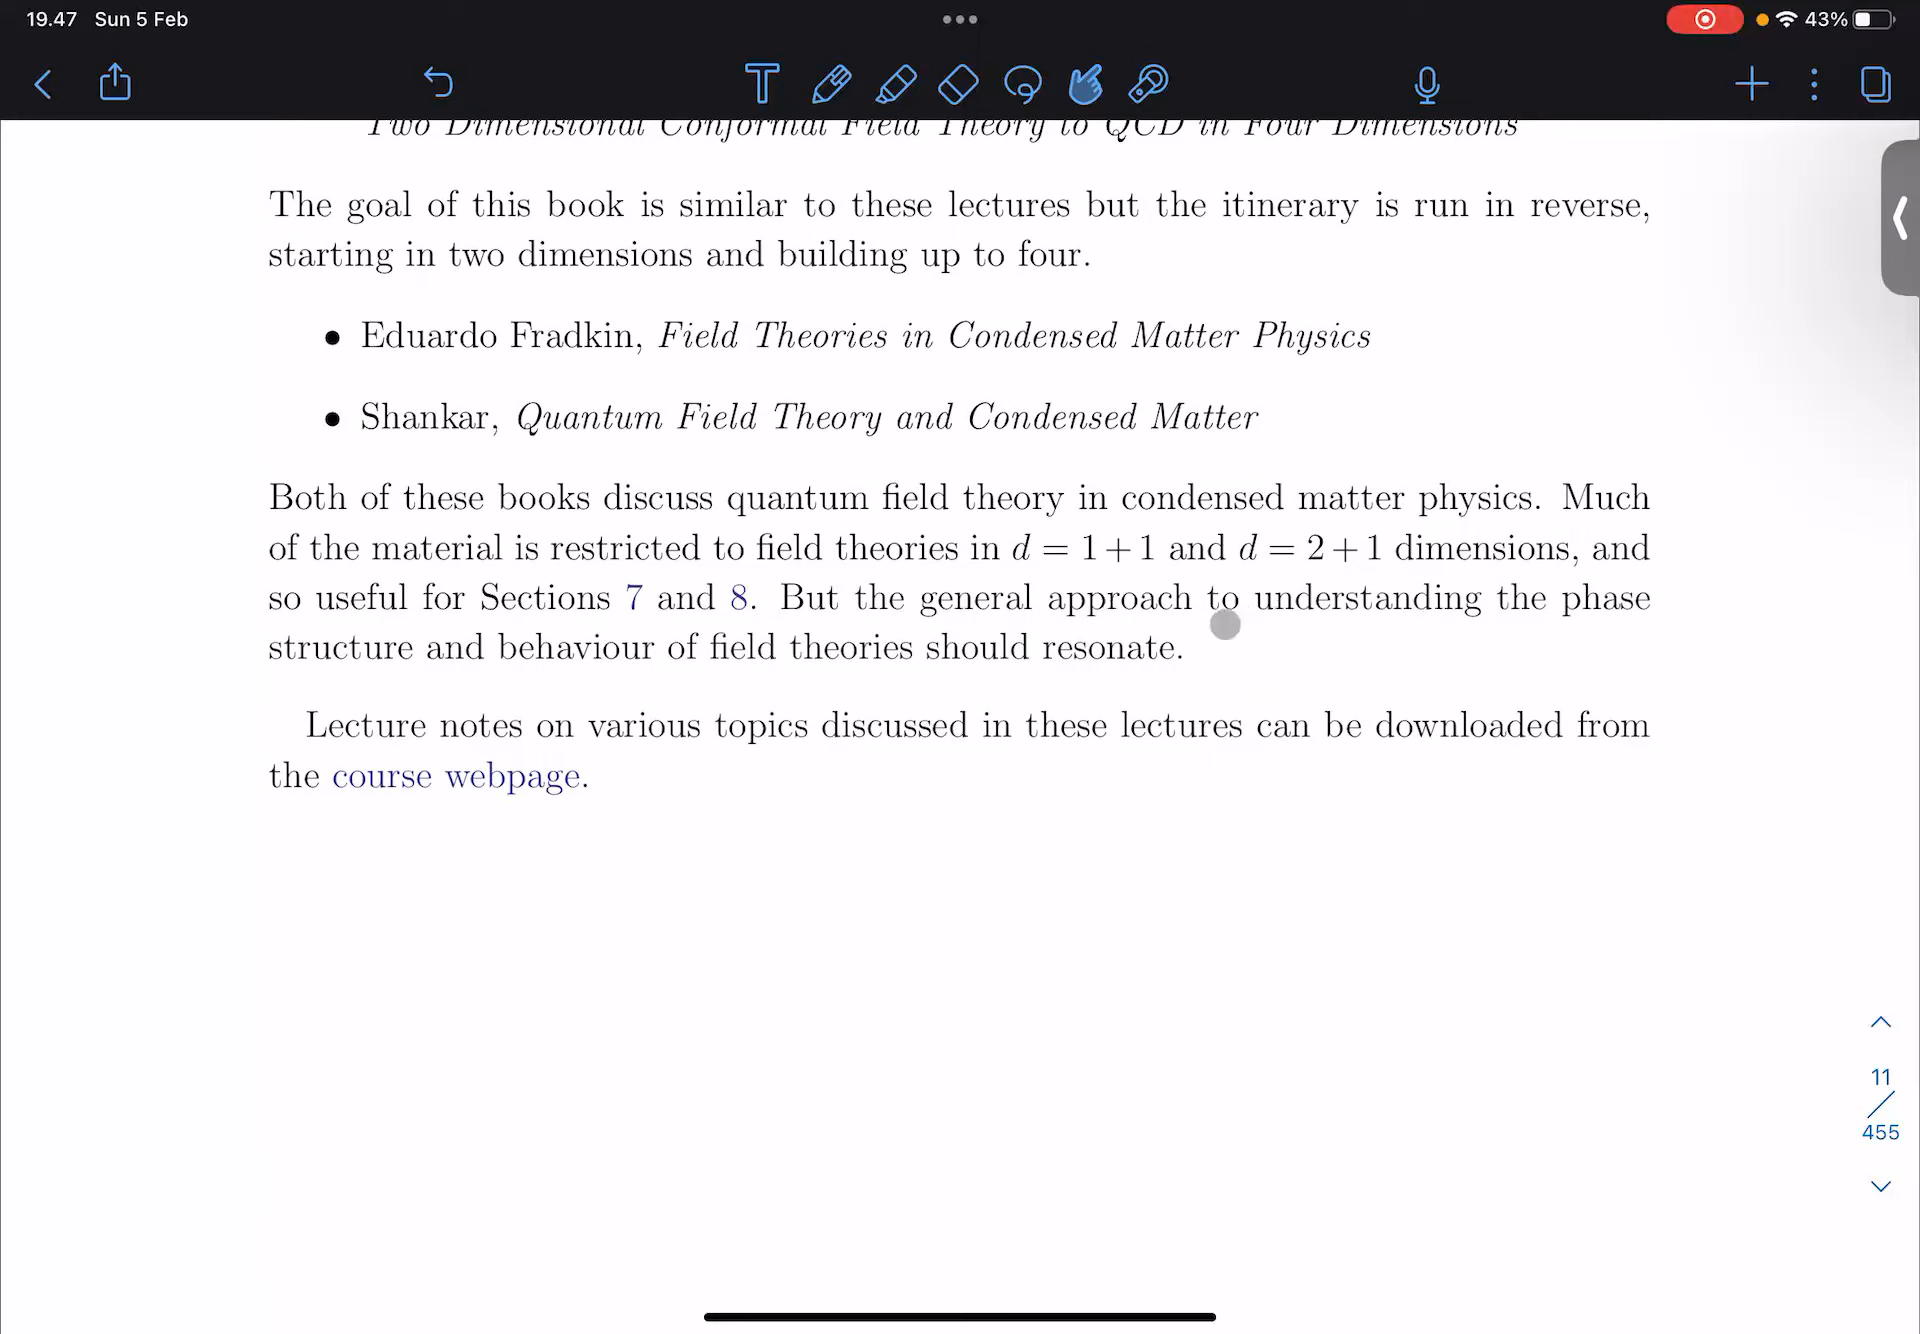 19.47 Sun 5 Feb
43%
Two Dimensional Conformal Field Theory to QCD in Four Dimensions
The goal of this book is similar to these lectures but the itinerary is run in reverse,
starting in two dimensions and building up to four.
• Eduardo Fradkin, Field Theories in Condensed Matter Physics
• Shankar, Quantum Field Theory and Condensed Matter
Both of these books discuss quantum field theory in condensed matter physics. Much
of the material is restricted to field theories in d = 1+1 and d = 2+1 dimensions, and
so useful for Sections 7 and 8. But the general approach to understanding the phase
structure and behaviour of field theories should resonate.
Lecture notes on various topics discussed in these lectures can be downloaded from
the course webpage.
11
/
455